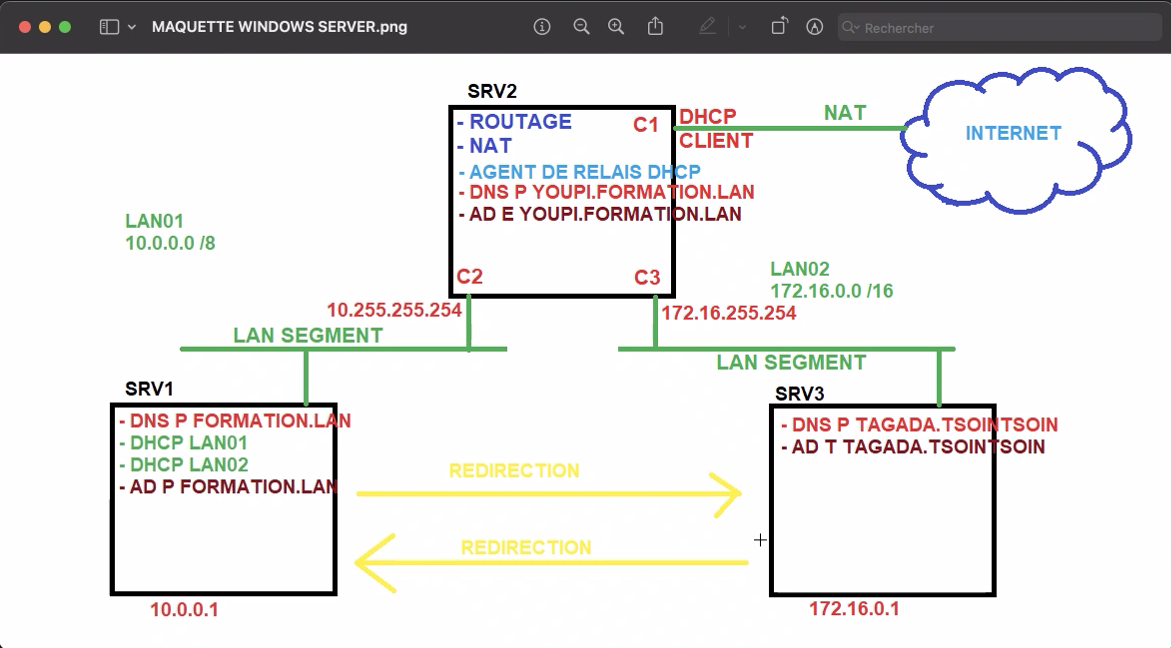 MAQUETTE WINDOWS SERVER.png
Rechercher
SRV2
- ROUTAGE
C1
DHCP
CLIENT
NAT
INTERNET
- NAT
- AGENT DE RELAIS DHCP
- DNS P YOUPI.FORMATION.LAN
- AD E YOUPI.FORMATION.LAN
LAN01
10.0.0.0 /8
C2
C3
LAN02
172.16.0.0 /16
10.255.255.254
172.16.255.254
LAN SEGMENT
LAN SEGMENT
SRV1
- DNS P FORMATION.LAN
- DHCP LAN01
- DHCP LAN02
- AD P FORMATION.LAN
SRV3
- DNS P TAGADA.TSOINTSOIN
- AD T TAGADA.TSOINTSOIN
REDIRECTION
REDIRECTION
10.0.0.1
172.16.0.1